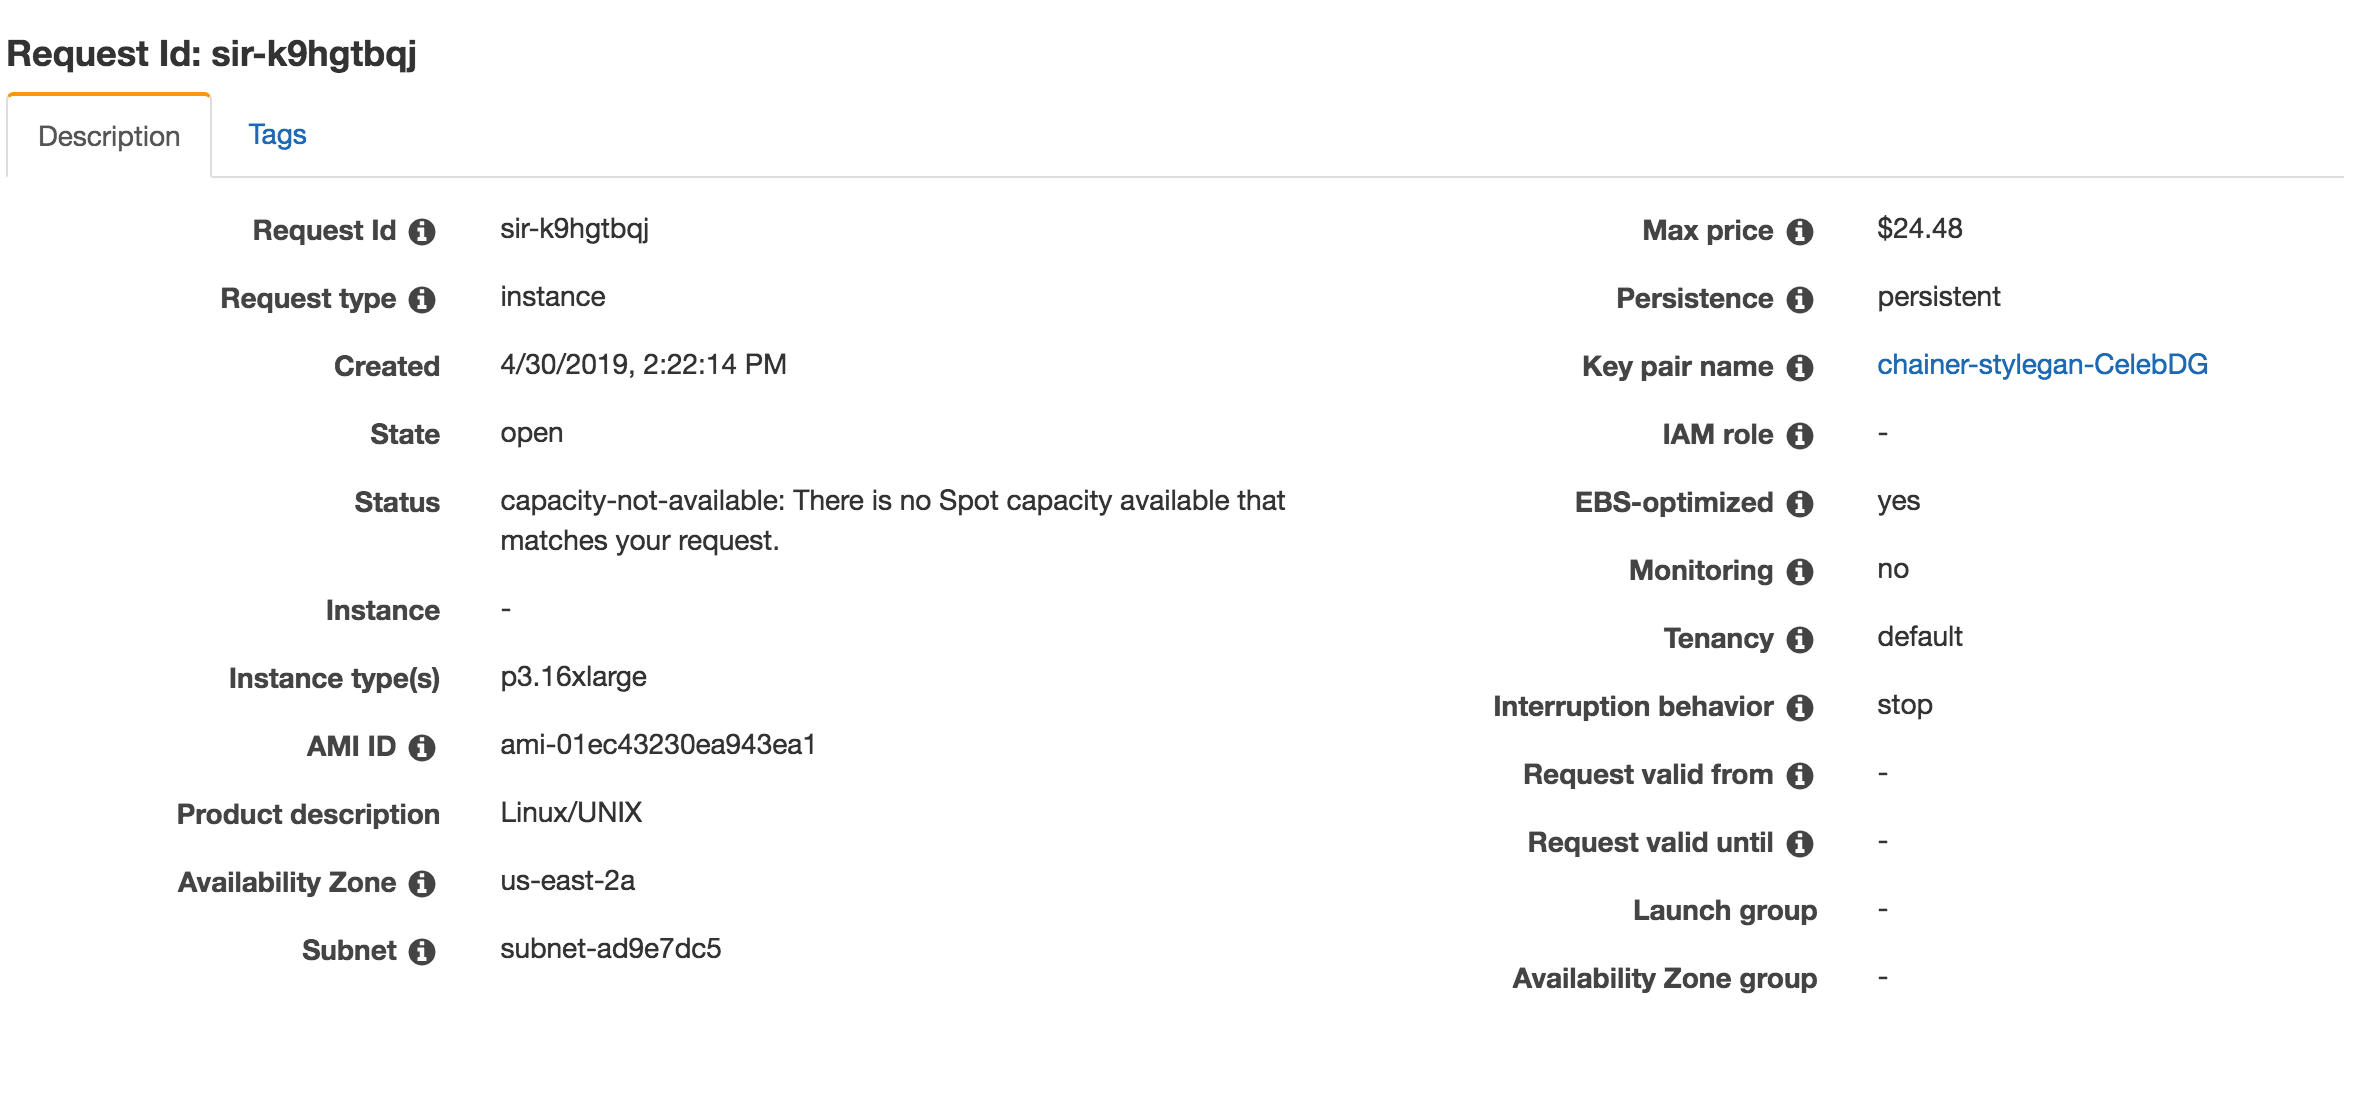 Request Id: sir-k9hgtbqj
Description
Tags
Request Id sir-k9hgtbqj
Request type instance
Created 4/30/2019, 2:22:14 PM
State open
Status capacity-not-available: There is no Spot capacity available that
matches your request.
Instance -
Instance type(s) p3.16xlarge
AMI ID ami-01ec43230ea943ea1
Product description Linux/UNIX
Availability Zone us-east-2a
Subnet subnet-ad9e7dc5
Max price $24.48
Persistence persistent
Key pair name chainer-stylegan-CelebDG
IAM role -
EBS-optimized yes
Monitoring no
Tenancy default
Interruption behavior stop
Request valid from -
Request valid until -
Launch group -
Availability Zone group -